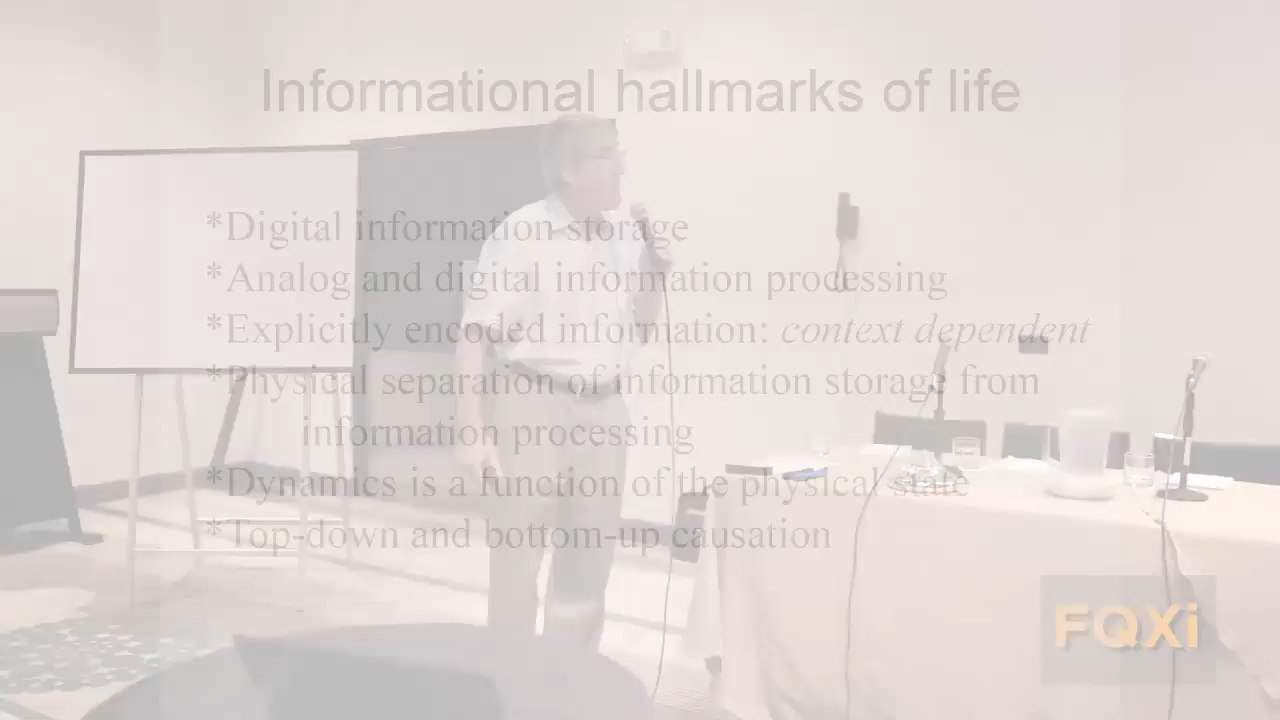 Informational hallmarks of life
*Digital information storage
*Analog and digital information processing
*Explicitly encoded information: context dependent
*Physical separation of information storage from
information processing
*Dynamics is a function of the physical state
*Top-down and bottom-up causation
FQXi